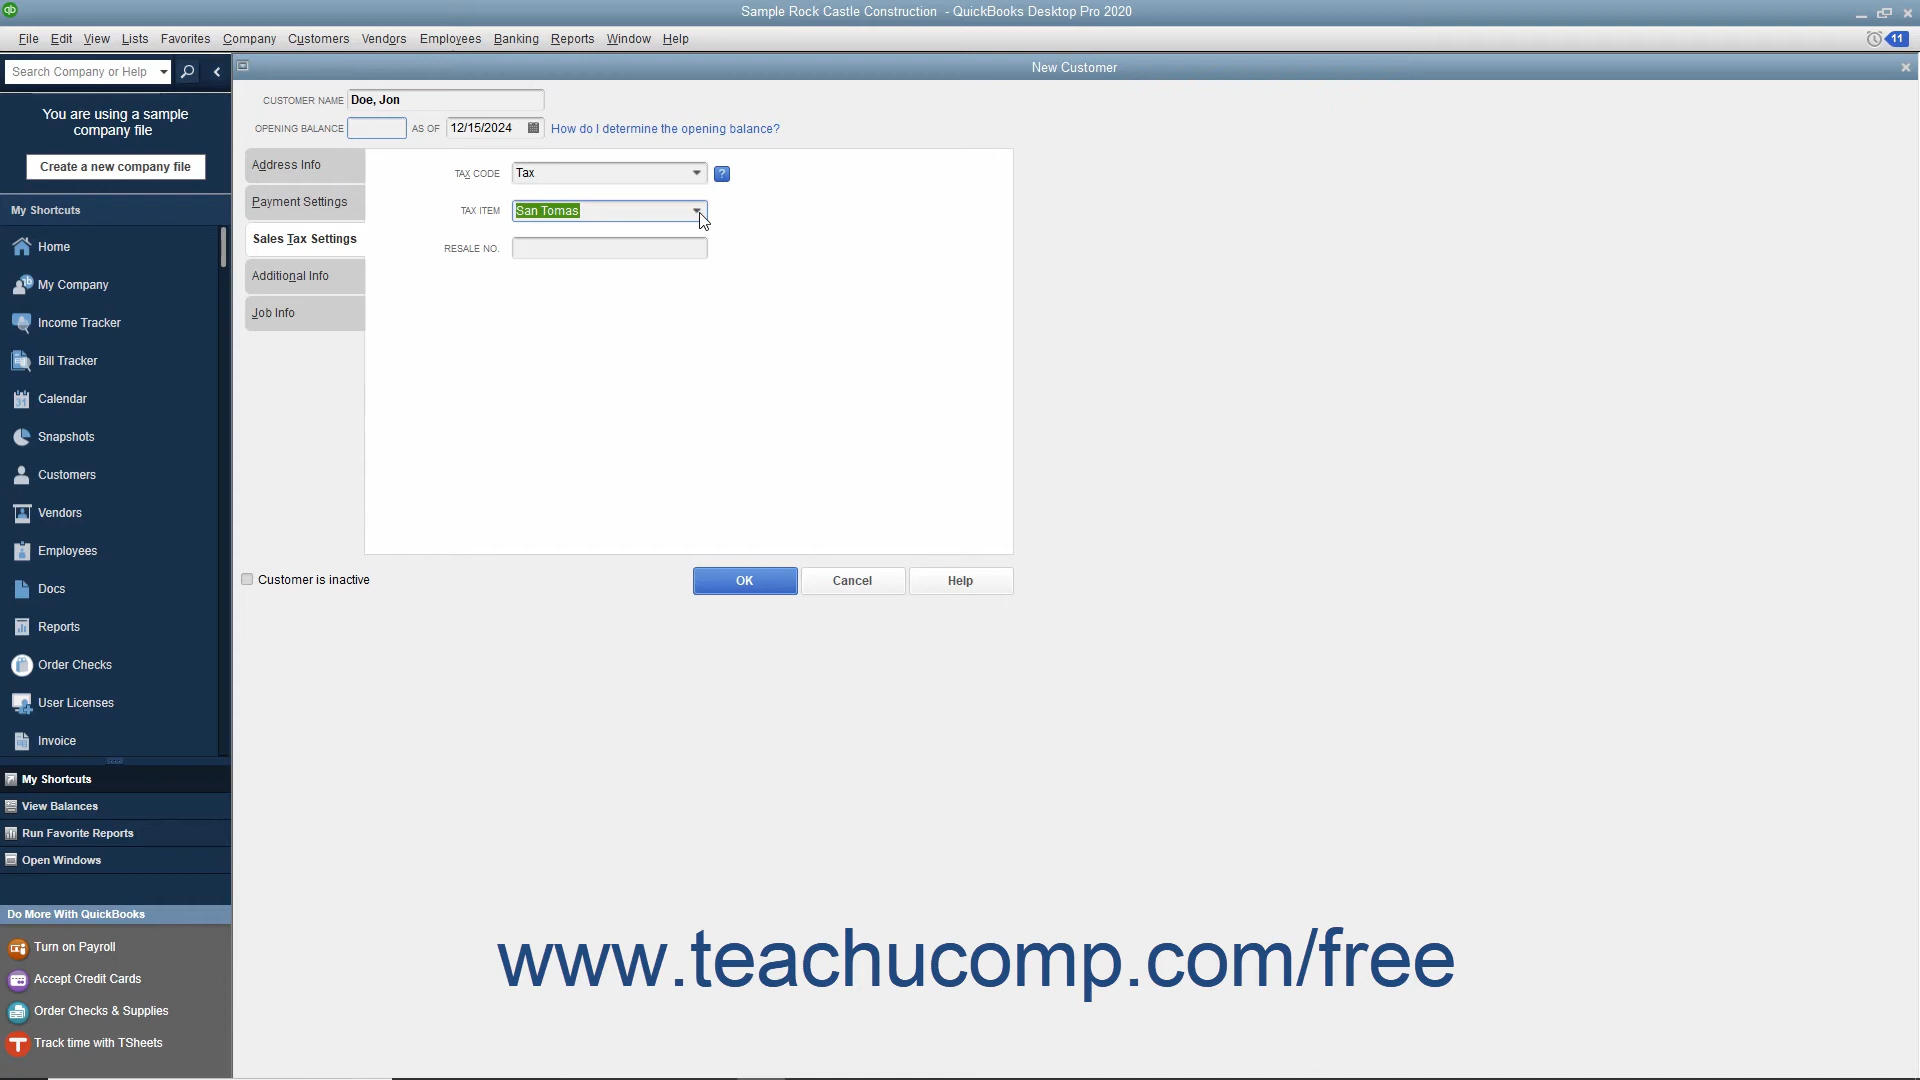 qb
Sample Rock Castle Construction - QuickBooks Desktop Pro 2020
File Edit View Lists Favorites Company Customers Vendors Employees Banking Reports Window Help
11
Search Company or Help
New Customer
You are using a sample
company file
Create a new company file
My Shortcuts
Home
My Company
Income Tracker
Bill Tracker
Calendar
Snapshots
Customers
Vendors
Employees
Docs
Reports
Order Checks
User Licenses
Invoice
My Shortcuts
View Balances
Run Favorite Reports
Open Windows
Do More With QuickBooks
Turn on Payroll
Accept Credit Cards
Order Checks & Supplies
Track time with TSheets
CUSTOMER NAME Doe, Jon
OPENING BALANCE AS OF 12/15/2024 How do I determine the opening balance?
Address Info
Payment Settings
Sales Tax Settings
Additional Info
Job Info
TAX CODE Tax ?
TAX ITEM San Tomas
RESALE NO.
Customer is inactive
OK Cancel Help
www.teachucomp.com/free